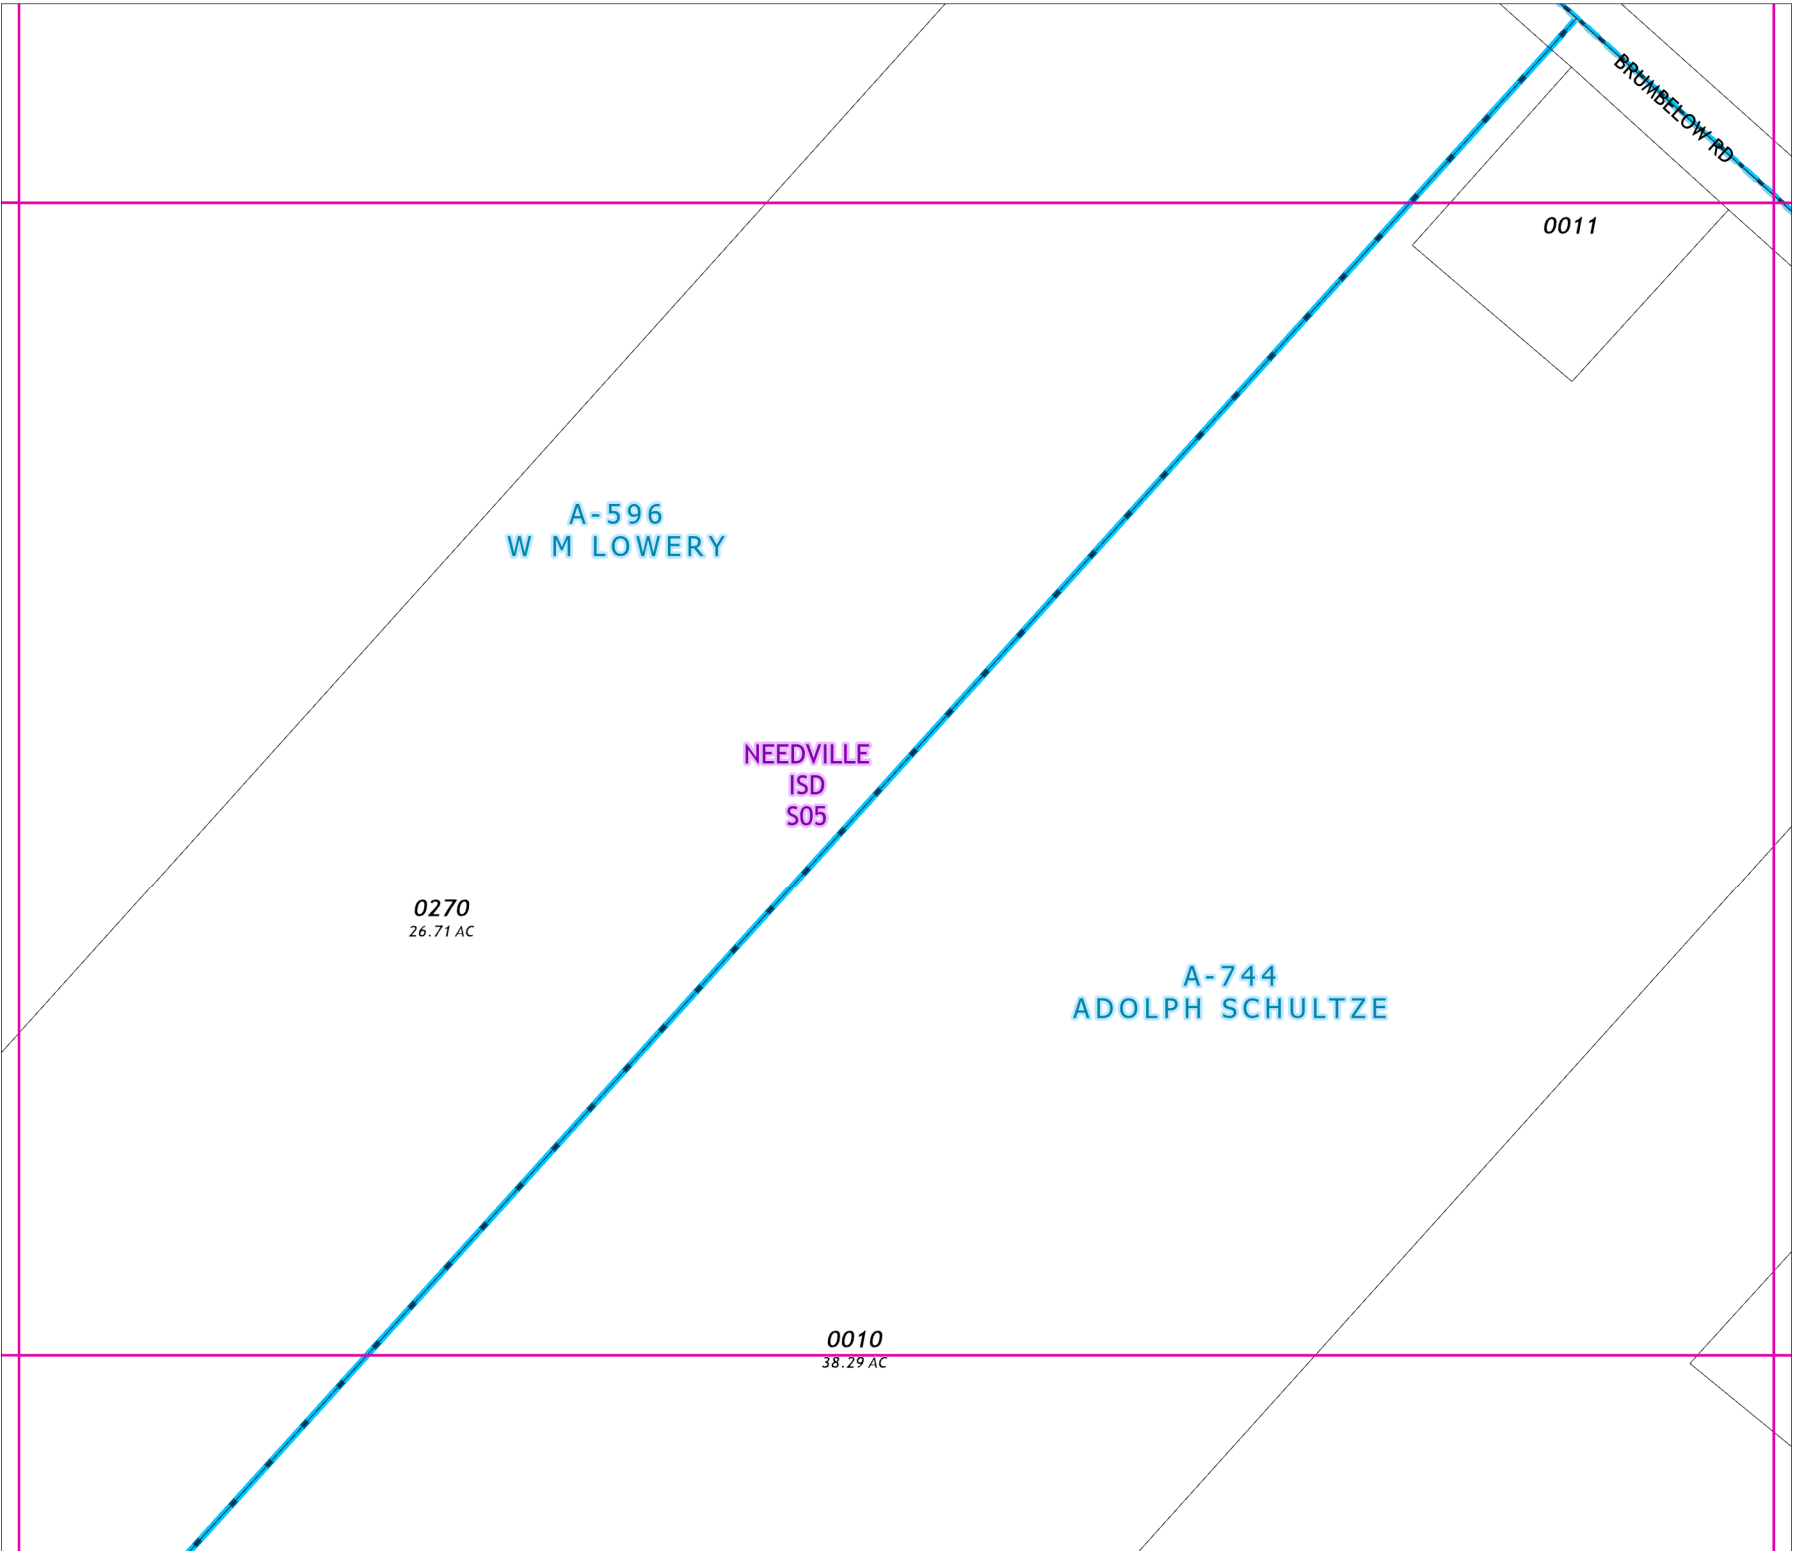 BRUMBELOW RD
0011
A-596
W M LOWERY
NEEDVILLE
ISD
S05
0270
26.71 AC
A-744
ADOLPH SCHULTZE
0010
38.29 AC